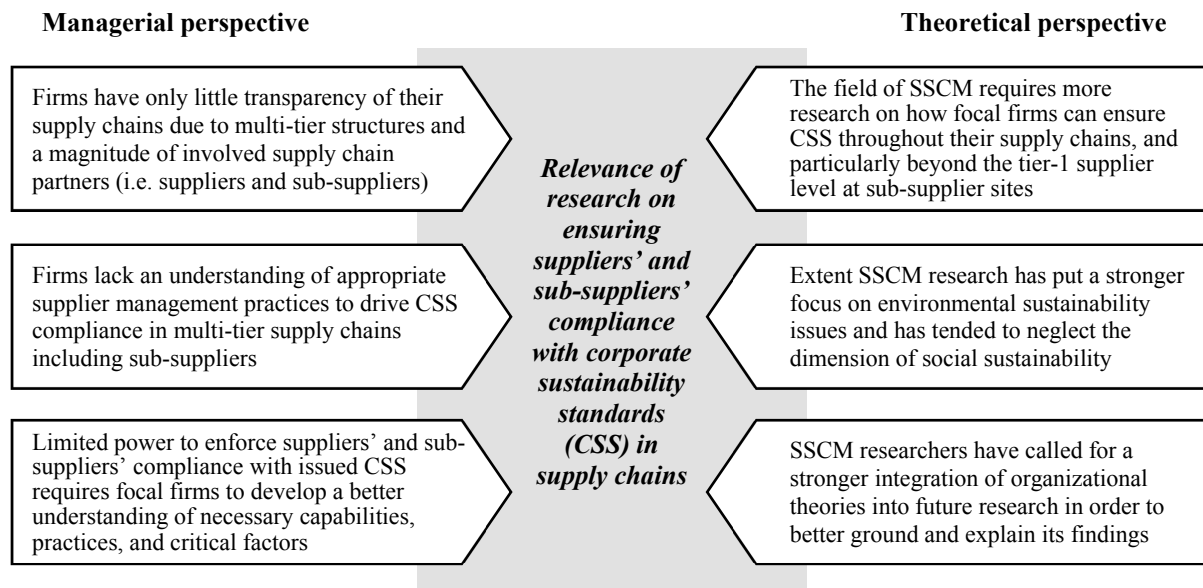 Managerial perspective
Theoretical perspective
Firms have only little transparency of their
supply chains due to multi-tier structures and
a magnitude of involved supply chain
partners (i.e. suppliers and sub-suppliers)
Firms lack an understanding of appropriate
supplier management practices to drive CSS
compliance in multi-tier supply chains
including sub-suppliers
Limited power to enforce suppliers’ and sub-
suppliers’ compliance with issued CSS
requires focal firms to develop a better
understanding of necessary capabilities,
practices, and critical factors
Relevance of
research on
ensuring
suppliers’ and
sub-suppliers’
compliance
with corporate
sustainability
standards
(CSS) in
supply chains
The field of SSCM requires more
research on how focal firms can ensure
CSS throughout their supply chains, and
particularly beyond the tier-1 supplier
level at sub-supplier sites
Extent SSCM research has put a stronger
focus on environmental sustainability
issues and has tended to neglect the
dimension of social sustainability
SSCM researchers have called for a
stronger integration of organizational
theories into future research in order to
better ground and explain its findings